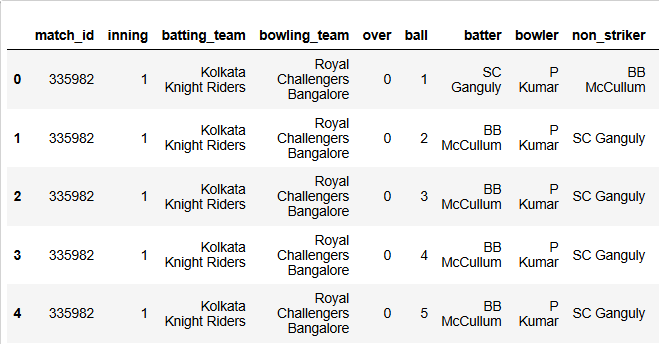 match_id inning batting_team bowling_team over ball batter bowler non_striker
0 335982 1 Kolkata Knight Riders Royal Challengers Bangalore 0 1 SC Ganguly P Kumar BB McCullum
1 335982 1 Kolkata Knight Riders Royal Challengers Bangalore 0 2 BB McCullum P Kumar SC Ganguly
2 335982 1 Kolkata Knight Riders Royal Challengers Bangalore 0 3 BB McCullum P Kumar SC Ganguly
3 335982 1 Kolkata Knight Riders Royal Challengers Bangalore 0 4 BB McCullum P Kumar SC Ganguly
4 335982 1 Kolkata Knight Riders Royal Challengers Bangalore 0 5 BB McCullum P Kumar SC Ganguly